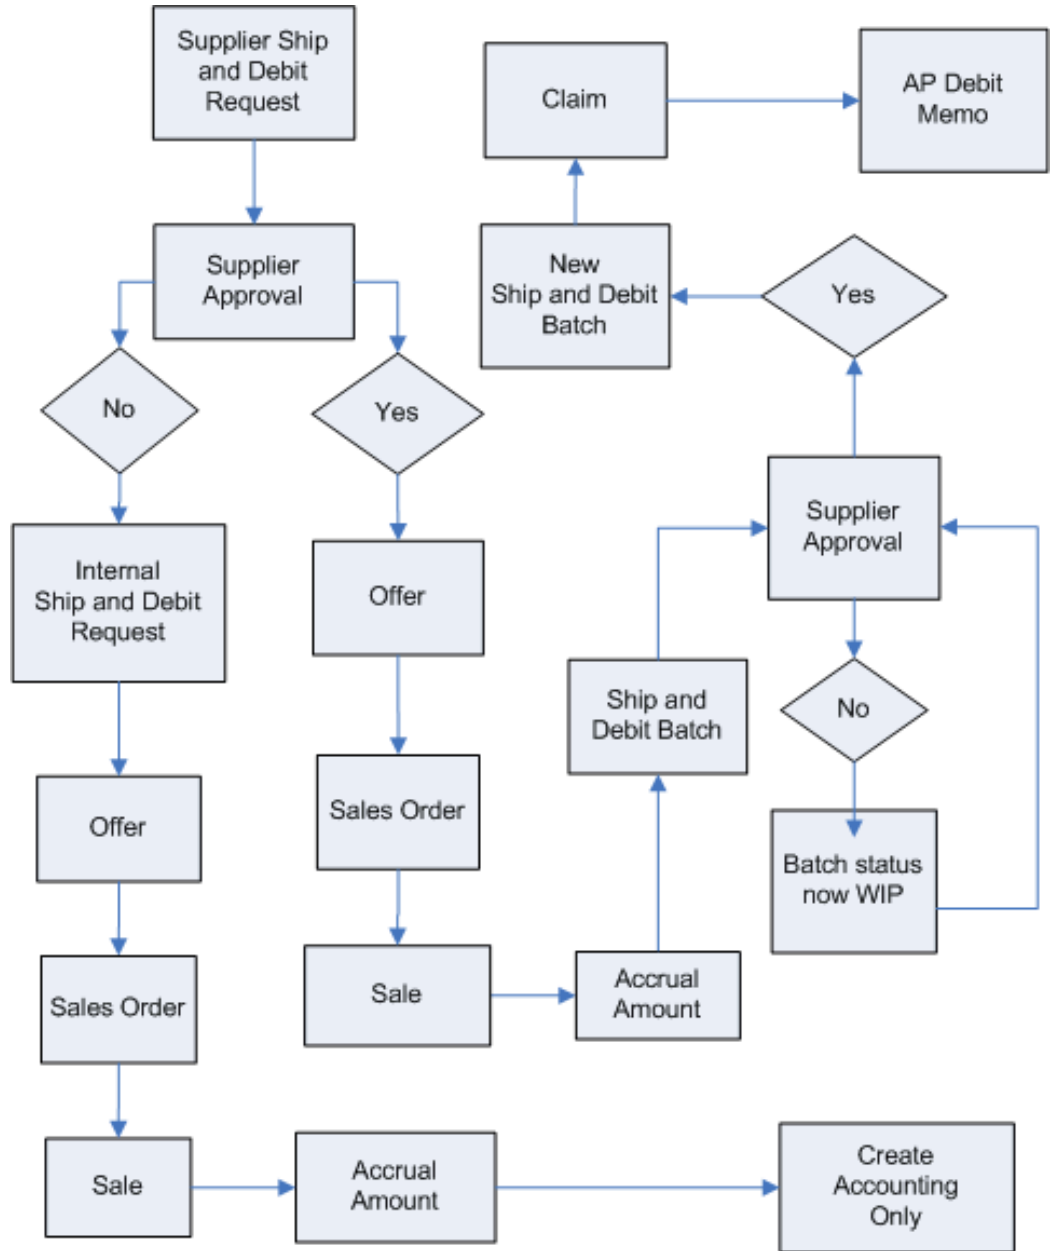 Supplier Ship
and Debit
Request
Claim
AP Debit
Memo
Supplier
Approval
New
Ship and Debit
Batch
Yes
No
Yes
Supplier
Approval
Internal
Ship and Debit
Request
Offer
Ship and
Debit Batch
No
Offer
Sales Order
Batch status
now WIP
Sales Order
Sale
Accrual
Amount
Sale
Accrual
Amount
Create
Accounting
Only